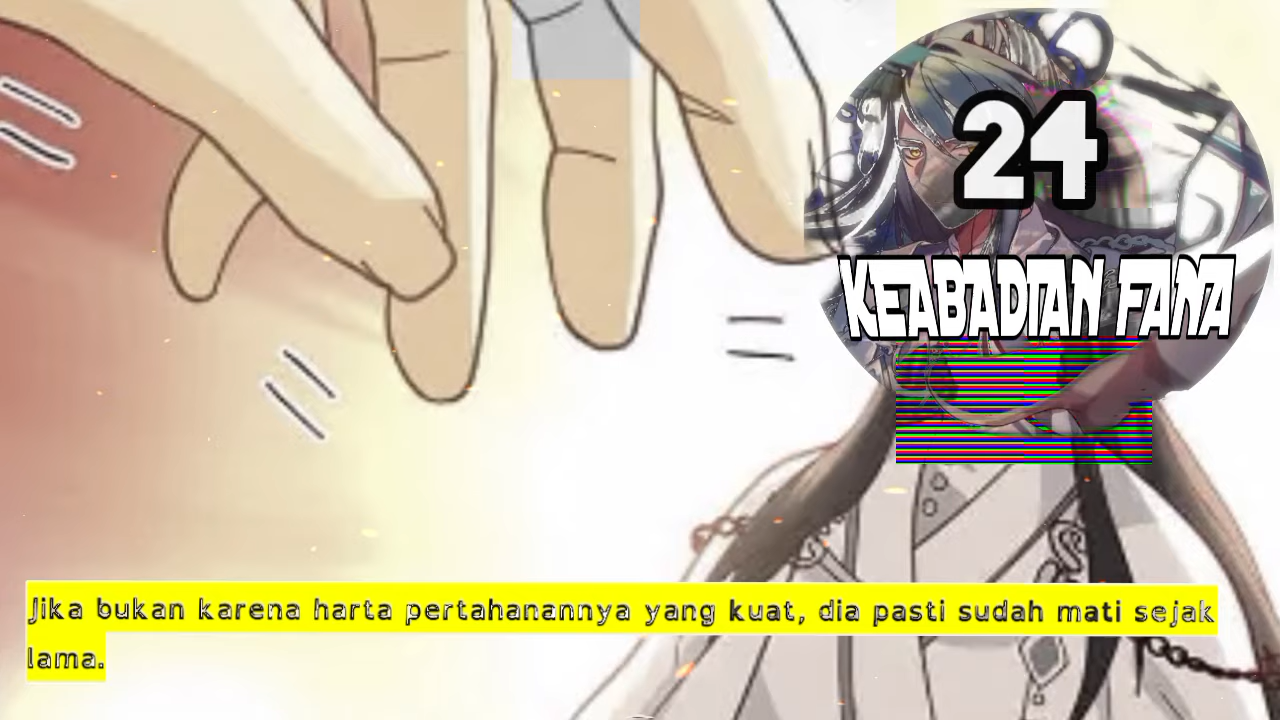 24
KEABADIAN FANA
Jika bukan karena harta pertahanannya yang kuat, dia pasti sudah mati sejak
lama.